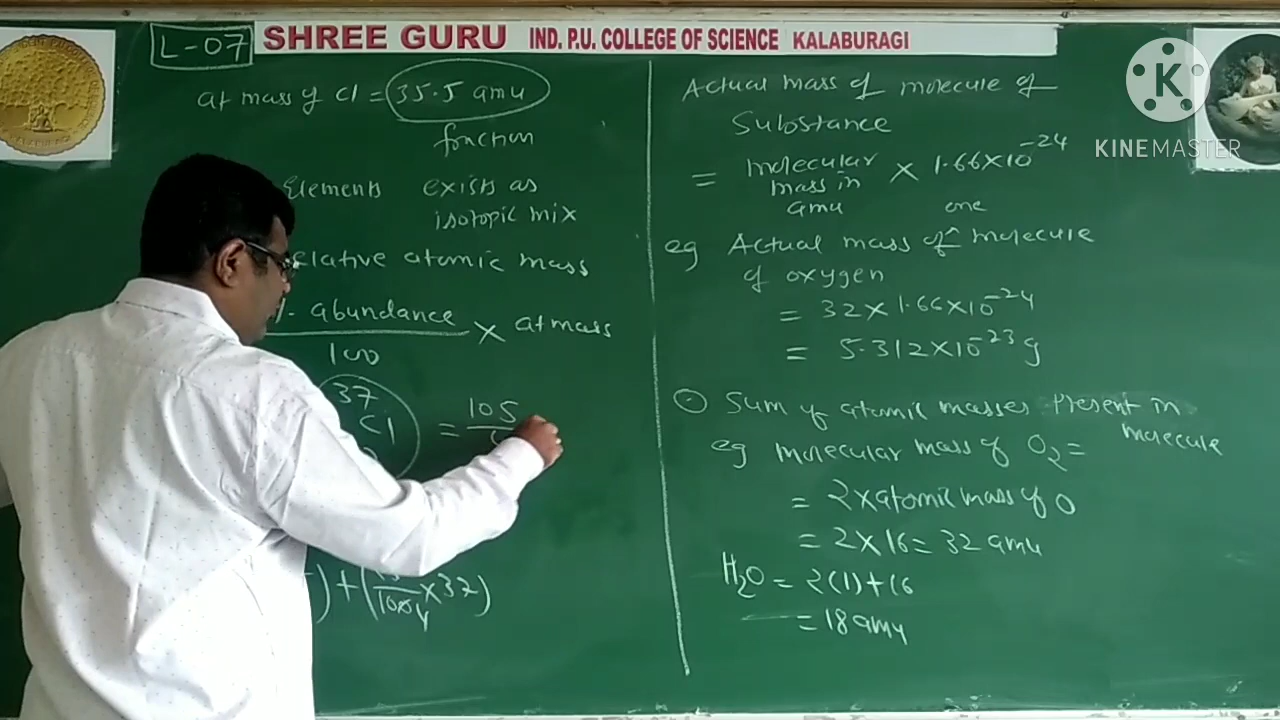 L-07
SHREE GURU IND. P.U. COLLEGE OF SCIENCE KALABURAGI
K
KINEMASTER
at mass of Cl = 35.5 amu
fraction
Elements exists as
isotopic mix
elative atomic mass
%. abundance × at mass
100
37
Cl = 105
) + ( × 37)
100
Actual mass of molecule of
Substance
= molecular × 1.66×10⁻²⁴
mass in
amu one
eg Actual mass of ^ molecule
of oxygen
= 32×1.66×10⁻²⁴
= 5.312×10⁻²³ g
Sum of atomic masses Present in
molecule
eg molecular mass of O₂ =
= 2×atomic mass of O
= 2×16 = 32 amu
H₂O = 2(1)+16
= 18 amu